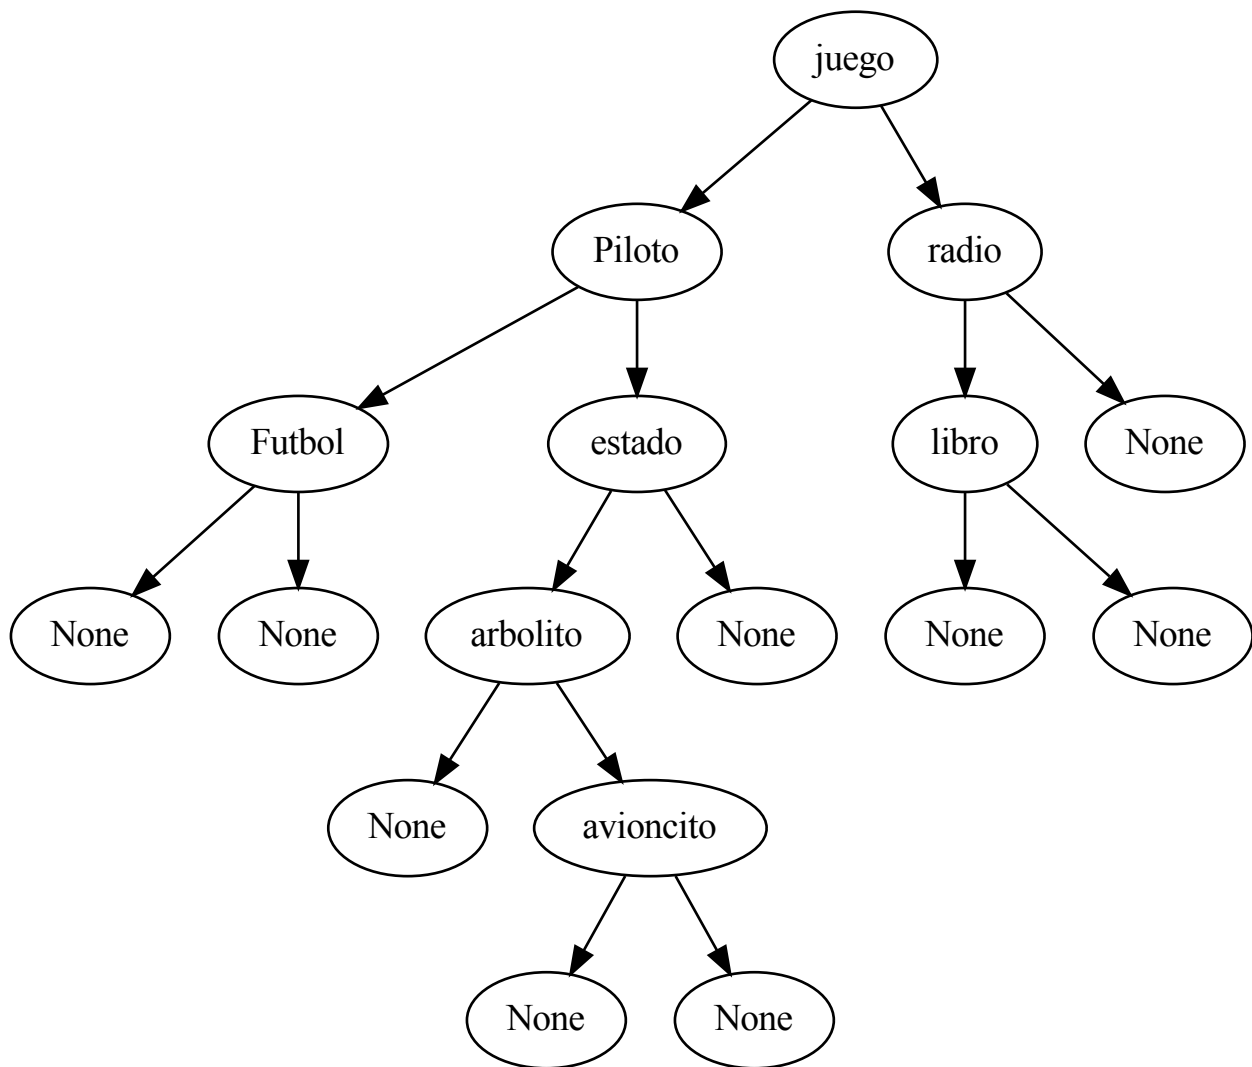 juego
Piloto
radio
Futbol
estado
libro
None
None
None
arbolito
None
None
None
None
avioncito
None
None